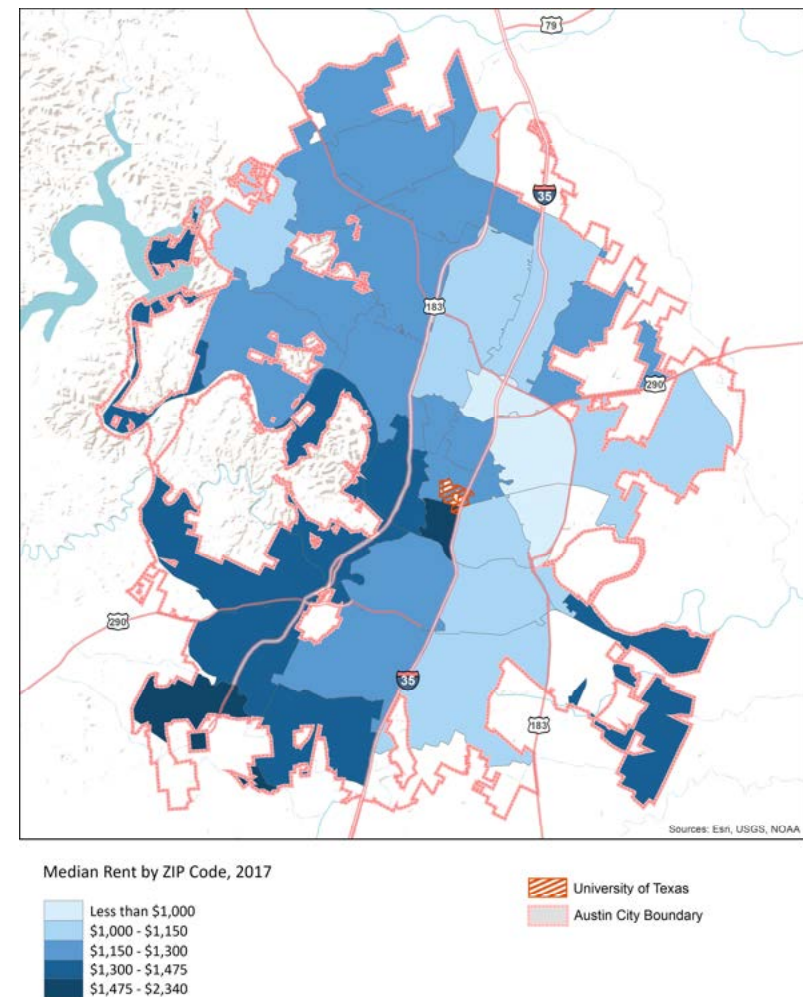 79
35
183
290
290
35
183
Sources: Esri, USGS, NOAA
Median Rent by ZIP Code, 2017
Less than $1,000
$1,000 - $1,150
$1,150 - $1,300
$1,300 - $1,475
$1,475 - $2,340
University of Texas
Austin City Boundary